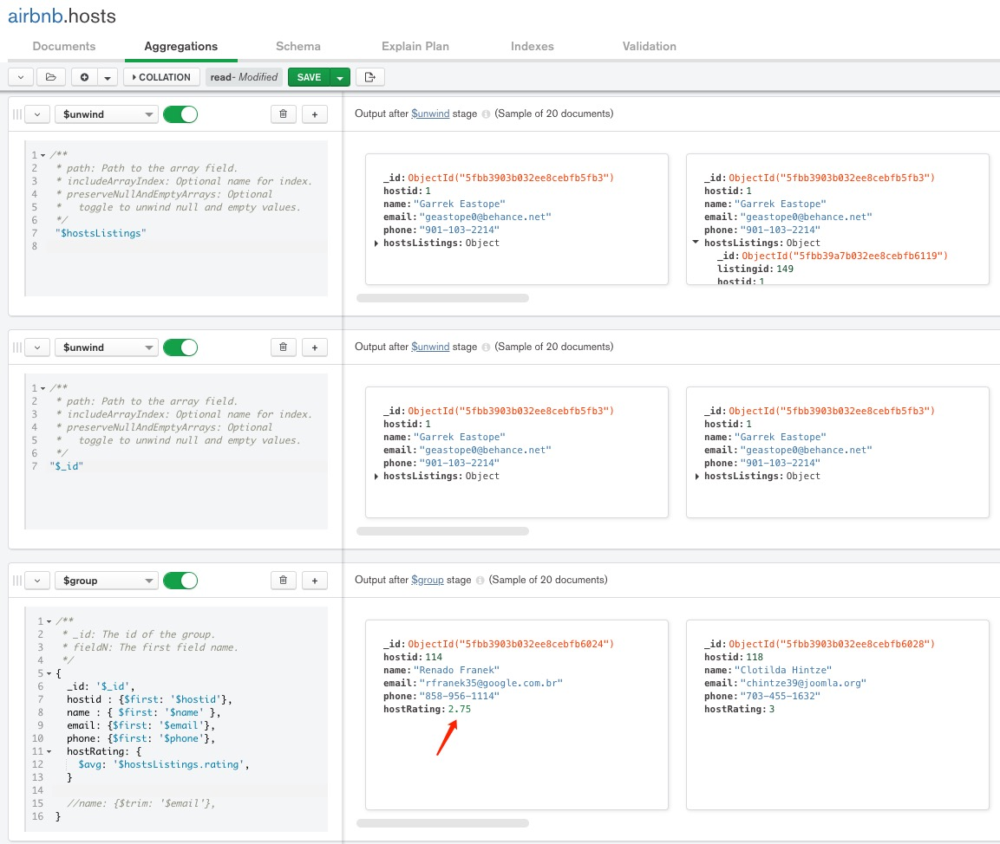 airbnb.hosts
Documents Aggregations Schema Explain Plan Indexes Validation
COLLATION read- Modified SAVE
$unwind
Output after $unwind stage (Sample of 20 documents)
1 /**
2 * path: Path to the array field.
3 * includeArrayIndex: Optional name for index.
4 * preserveNullAndEmptyArrays: Optional
5 * toggle to unwind null and empty values.
6 */
7 "$hostsListings"
8
_id: ObjectId("5fbb3903b032ee8cebfb5fb3")
hostid: 1
name: "Garrek Eastope"
email: "geastope0@behance.net"
phone: "901-103-2214"
hostsListings: Object
_id: ObjectId("5fbb3903b032ee8cebfb5fb3")
hostid: 1
name: "Garrek Eastope"
email: "geastope0@behance.net"
phone: "901-103-2214"
hostsListings: Object
_id: ObjectId("5fbb39a7b032ee8cebfb6119")
listingid: 149
hostid: 1
$unwind
Output after $unwind stage (Sample of 20 documents)
1 /**
2 * path: Path to the array field.
3 * includeArrayIndex: Optional name for index.
4 * preserveNullAndEmptyArrays: Optional
5 * toggle to unwind null and empty values.
6 */
7 "$_id"
_id: ObjectId("5fbb3903b032ee8cebfb5fb3")
hostid: 1
name: "Garrek Eastope"
email: "geastope0@behance.net"
phone: "901-103-2214"
hostsListings: Object
_id: ObjectId("5fbb3903b032ee8cebfb5fb3")
hostid: 1
name: "Garrek Eastope"
email: "geastope0@behance.net"
phone: "901-103-2214"
hostsListings: Object
$group
Output after $group stage (Sample of 20 documents)
1 /**
2 * _id: The id of the group.
3 * fieldN: The first field name.
4 */
5 {
6 _id: '$_id',
7 hostid : {$first: '$hostid'},
8 name : { $first: '$name' },
9 email: {$first: '$email'},
10 phone: {$first: '$phone'},
11 hostRating: {
12 $avg: '$hostsListings.rating',
13 }
14
15 //name: {$trim: '$email'},
16 }
_id: ObjectId("5fbb3903b032ee8cebfb6024")
hostid: 114
name: "Renado Franek"
email: "rfranek35@google.com.br"
phone: "858-956-1114"
hostRating: 2.75
_id: ObjectId("5fbb3903b032ee8cebfb6028")
hostid: 118
name: "Clotilda Hintze"
email: "chintze39@joomla.org"
phone: "703-455-1632"
hostRating: 3